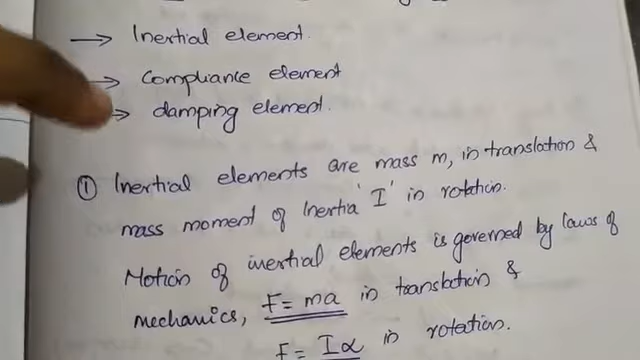 → Inertial element.
→ Compliance element
→ damping element.
① Inertial elements are mass m, in translation &
mass moment of Inertia 'I' in rotation.
Motion of inertial elements is governed by laws of
mechanics, F = ma in translation &
F = Iα in rotation.